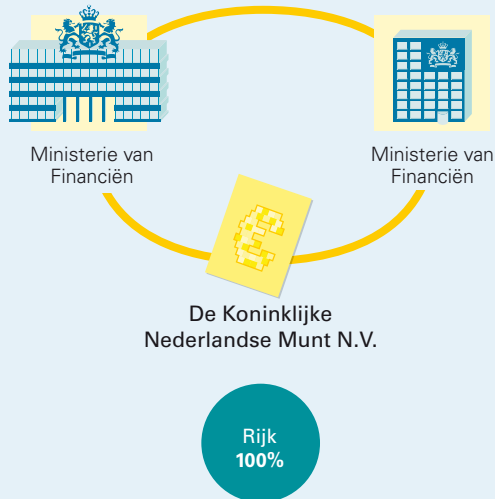 Ministerie van
Financiën
Ministerie van
Financiën
€
De Koninklijke
Nederlandse Munt N.V.
Rijk
100%